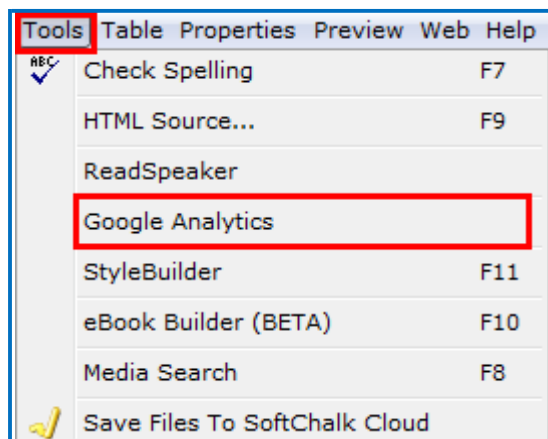 Tools Table Properties Preview Web Help
ABC Check Spelling F7
HTML Source... F9
ReadSpeaker
Google Analytics
StyleBuilder F11
eBook Builder (BETA) F10
Media Search F8
Save Files To SoftChalk Cloud